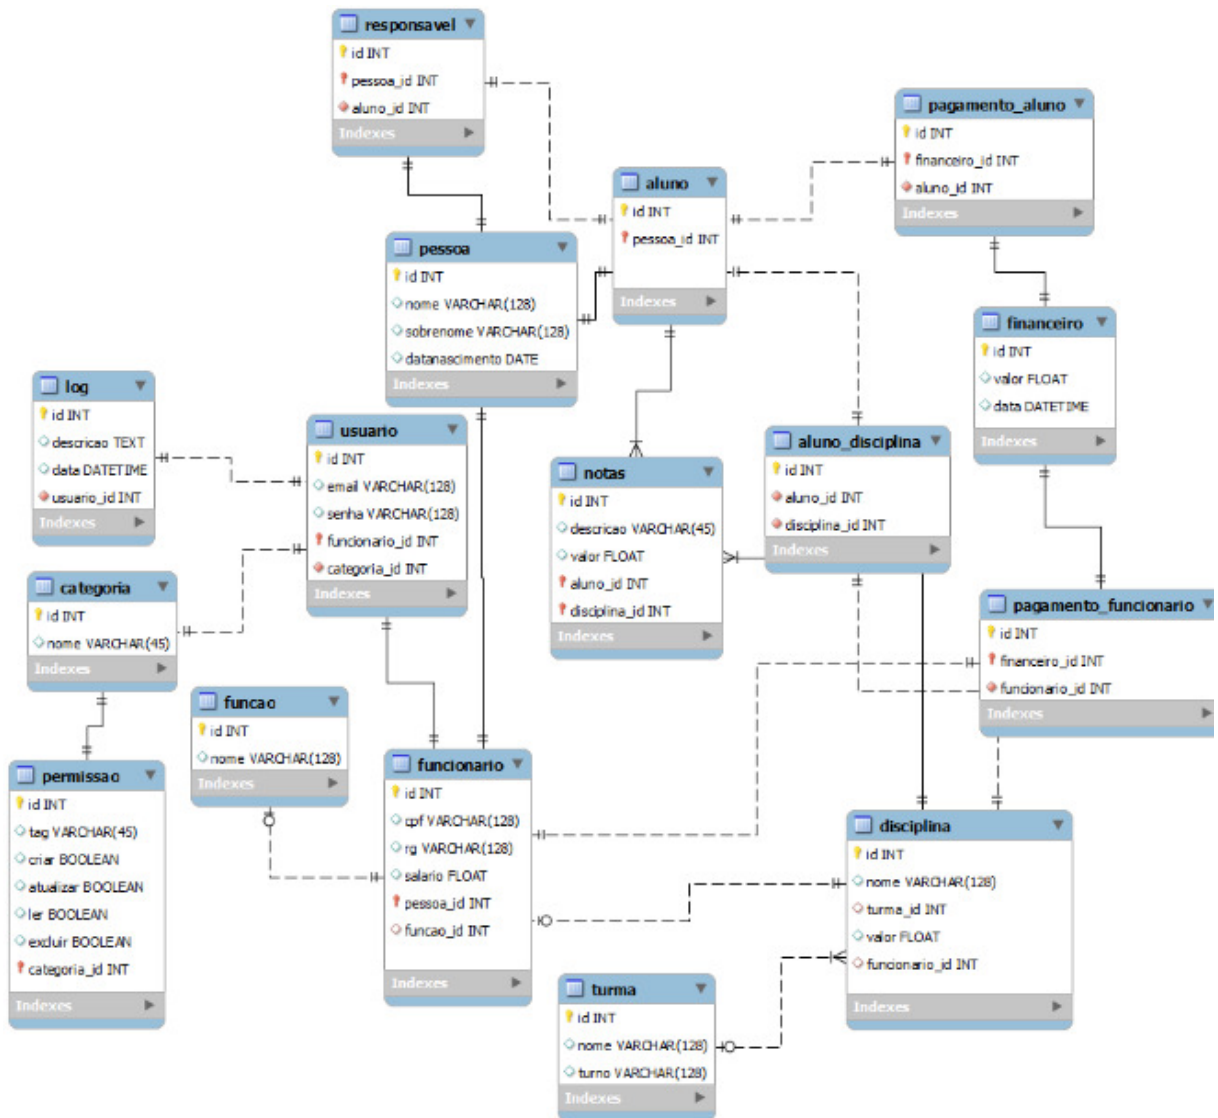 responsavel
id INT
pessoa_id INT
aluno_id INT
Indexes
pagamento_aluno
id INT
financeiro_id INT
aluno_id INT
Indexes
aluno
id INT
pessoa_id INT
Indexes
pessoa
id INT
nome VARCHAR(128)
sobrenome VARCHAR(128)
datanascimento DATE
Indexes
financeiro
id INT
valor FLOAT
data DATETIME
Indexes
log
id INT
descricao TEXT
data DATETIME
usuario_id INT
Indexes
usuario
id INT
email VARCHAR(128)
senha VARCHAR(128)
funcionario_id INT
categoria_id INT
Indexes
aluno_disciplina
id INT
aluno_id INT
disciplina_id INT
Indexes
notas
id INT
descricao VARCHAR(45)
valor FLOAT
aluno_id INT
disciplina_id INT
Indexes
categoria
id INT
nome VARCHAR(45)
Indexes
pagamento_funcionario
id INT
financeiro_id INT
funcionario_id INT
Indexes
funcao
id INT
nome VARCHAR(128)
Indexes
permissao
id INT
tag VARCHAR(45)
criar BOOLEAN
atualizar BOOLEAN
ler BOOLEAN
excluir BOOLEAN
categoria_id INT
Indexes
funcionario
id INT
cpf VARCHAR(128)
rg VARCHAR(128)
salario FLOAT
pessoa_id INT
funcao_id INT
Indexes
disciplina
id INT
nome VARCHAR(128)
turma_id INT
valor FLOAT
funcionario_id INT
Indexes
turma
id INT
nome VARCHAR(128)
turno VARCHAR(128)
Indexes